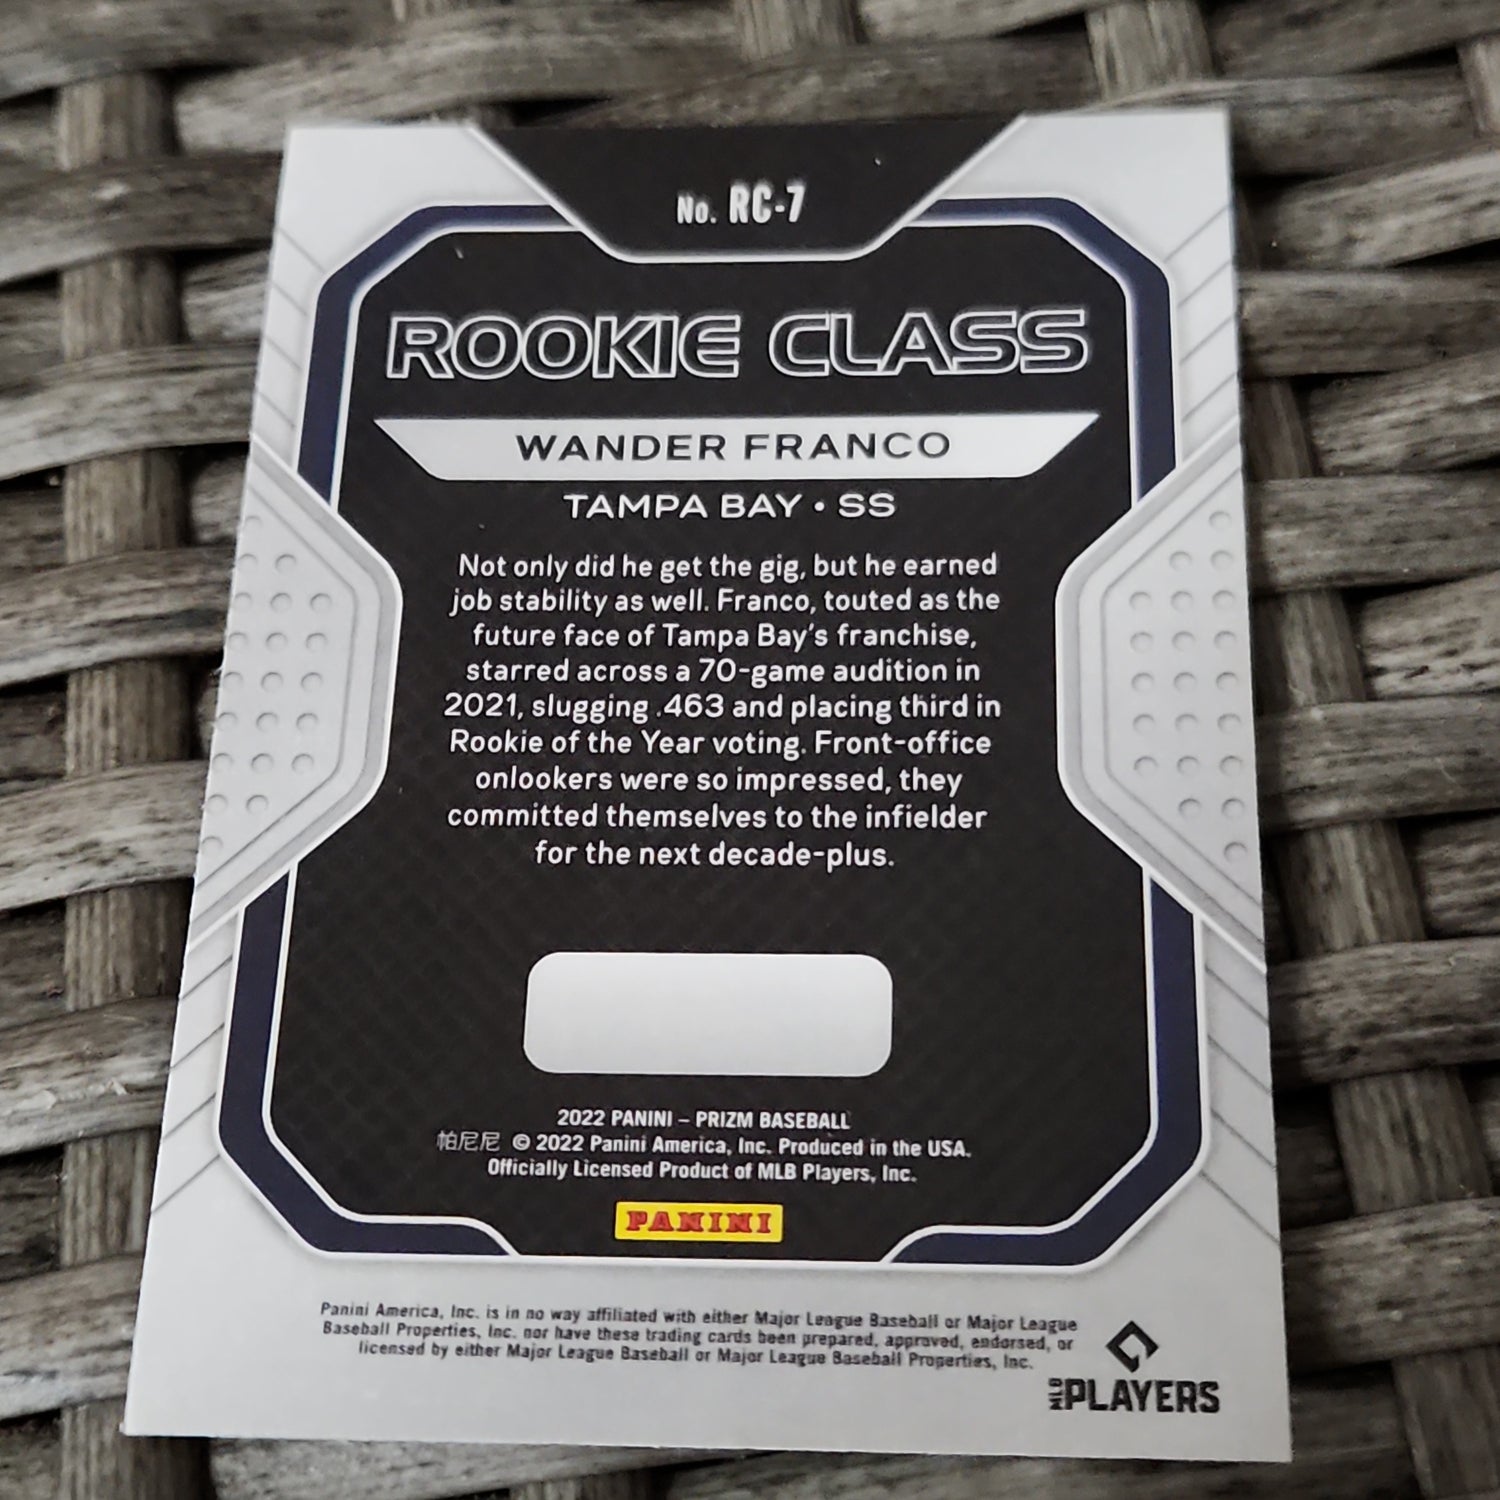 No. RC-7
ROOKIE CLASS
WANDER FRANCO
TAMPA BAY • SS
Not only did he get the gig, but he earned
job stability as well. Franco, touted as the
future face of Tampa Bay's franchise,
starred across a 70-game audition in
2021, slugging .463 and placing third in
Rookie of the Year voting. Front-office
onlookers were so impressed, they
committed themselves to the infielder
for the next decade-plus.
2022 PANINI – PRIZM BASEBALL
帕尼尼 © 2022 Panini America, Inc. Produced in the USA.
Officially Licensed Product of MLB Players, Inc.
PANINI
Panini America, Inc. is in no way affiliated with either Major League Baseball or Major League
Baseball Properties, Inc. nor have these trading cards been prepared, approved, endorsed, or
licensed by either Major League Baseball or Major League Baseball Properties, Inc.
MLB PLAYERS